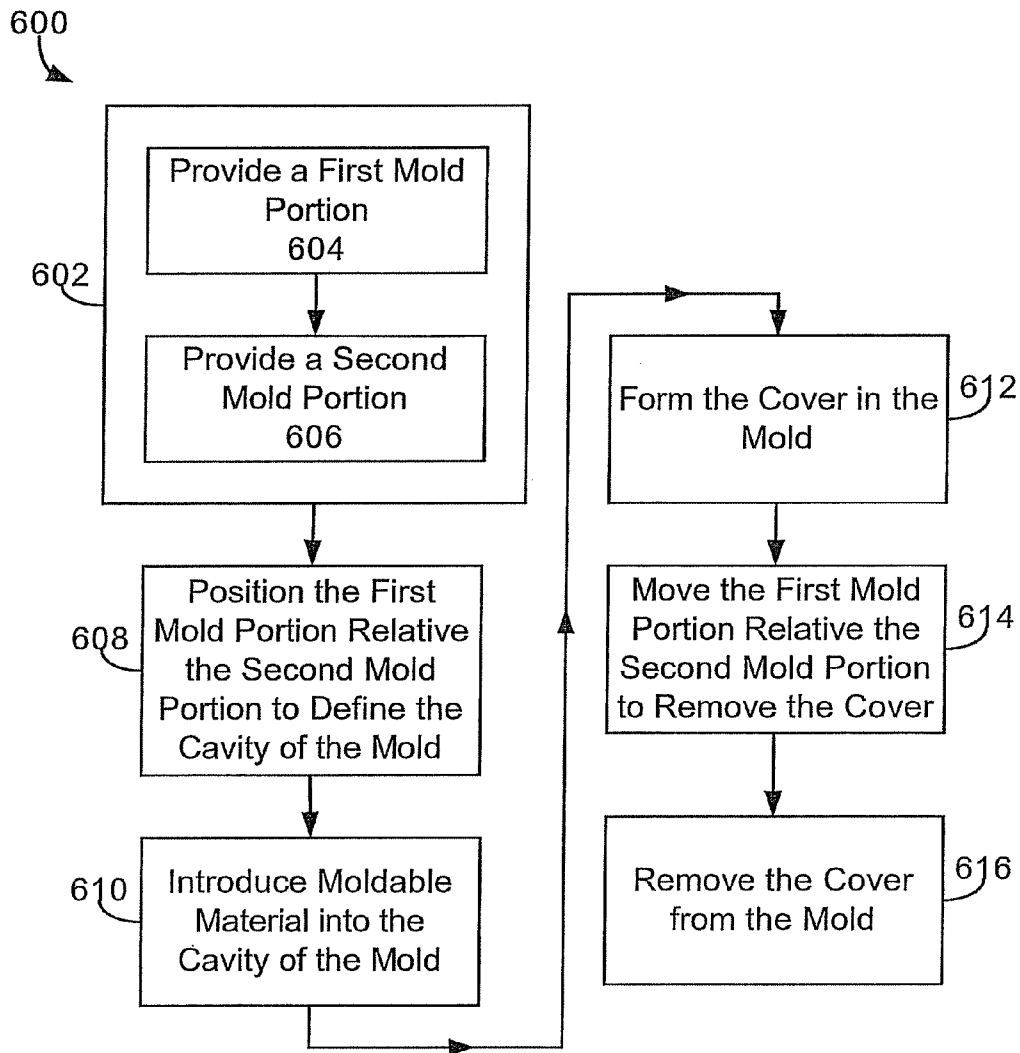 600
602
Provide a First Mold
Portion
604
Provide a Second
Mold Portion
606
608
Position the First
Mold Portion Relative
the Second Mold
Portion to Define the
Cavity of the Mold
610
Introduce Moldable
Material into the
Cavity of the Mold
Form the Cover in the
Mold
612
Move the First Mold
Portion Relative the
Second Mold Portion
to Remove the Cover
614
Remove the Cover
from the Mold
616